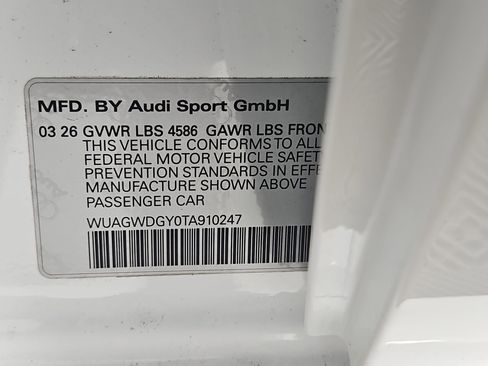 MFD. BY Audi Sport GmbH
03 26 GVWR LBS 4586 GAWR LBS FRON
THIS VEHICLE CONFORMS TO ALL
FEDERAL MOTOR VEHICLE SAFET
PREVENTION STANDARDS IN EFFE
MANUFACTURE SHOWN ABOVE
PASSENGER CAR
WUAGWDGY0TA910247